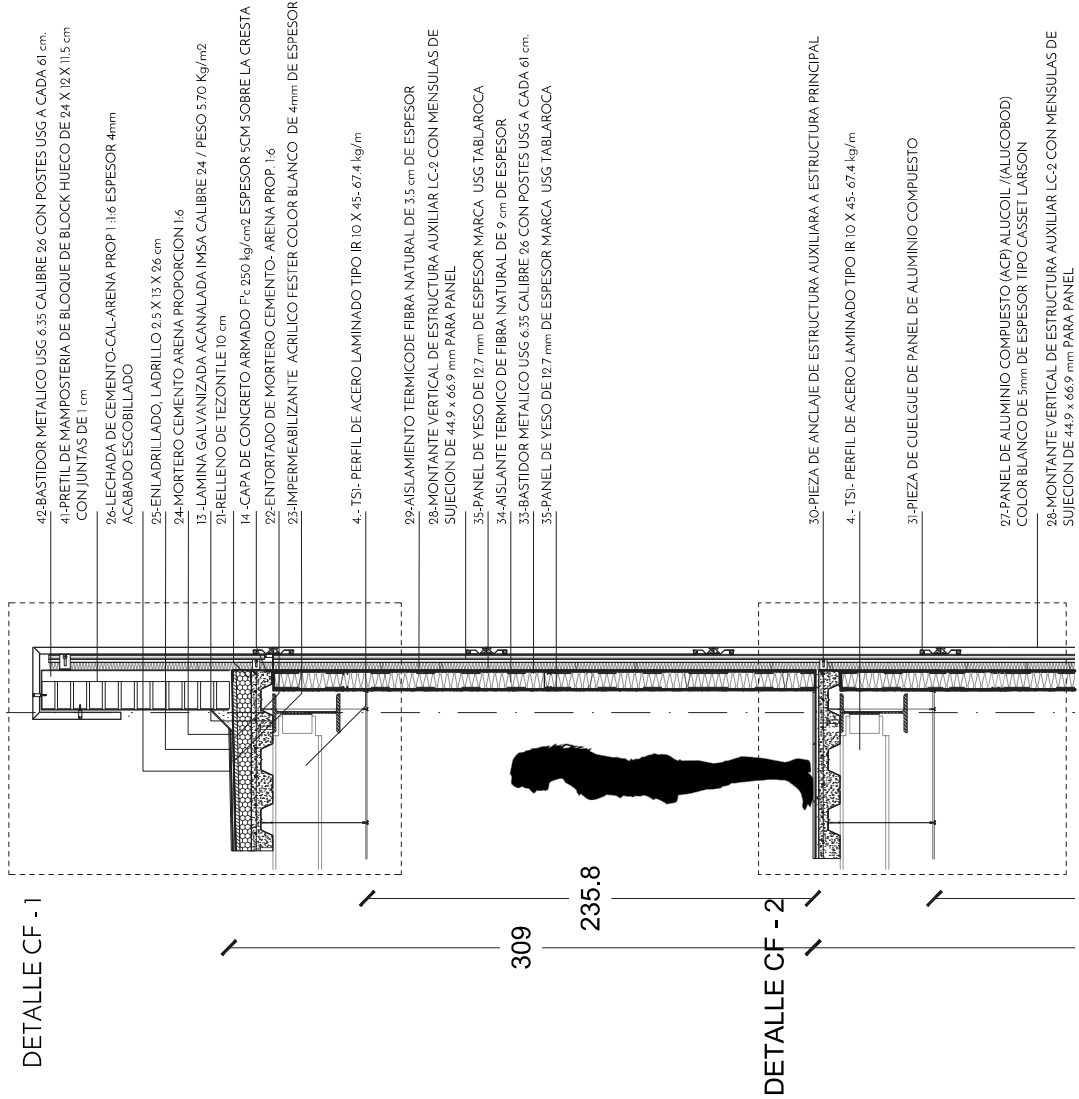 42-BASTIDOR METALICO USG 6.35 CALIBRE 26 CON POSTES USG A CADA 61 cm.
41-PRETIL DE MAMPOSTERIA DE BLOQUE DE BLOCK HUECO DE 24 X 12 X 11.5 cm
CON JUNTAS DE 1 cm
26-LECHADA DE CEMENTO-CAL-ARENA PROP 1 :1:6 ESPESOR 4mm
ACABADO ESCOBILLADO
25-ENLADRILLADO, LADRILLO 2.5 X 13 X 26 cm
24-MORTERO CEMENTO ARENA PROPORCION 1:6
13 -LAMINA GALVANIZADA ACANALADA IMSA CALIBRE 24 / PESO 5.70 Kg/m2
21-RELLENO DE TEZONTLE 10 cm
14 -CAPA DE CONCRETO ARMADO F'c 250 kg/cm2 ESPESOR 5CM SOBRE LA CRESTA
22-ENTORTADO DE MORTERO CEMENTO- ARENA PROP. 1:6
23-IMPERMEABILIZANTE ACRILICO FESTER COLOR BLANCO DE 4mm DE ESPESOR
4.- TS1- PERFIL DE ACERO LAMINADO TIPO IR 10 X 45- 67.4 kg/m
29-AISLAMIENTO TERMICODE FIBRA NATURAL DE 3.5 cm DE ESPESOR
28-MONTANTE VERTICAL DE ESTRUCTURA AUXILIAR LC-2 CON MENSULAS DE
SUJECION DE 44.9 x 66.9 mm PARA PANEL
35-PANEL DE YESO DE 12.7 mm DE ESPESOR MARCA USG TABLAROCA
34-AISLANTE TERMICO DE FIBRA NATURAL DE 9 cm DE ESPESOR
33-BASTIDOR METALICO USG 6.35 CALIBRE 26 CON POSTES USG A CADA 61 cm.
35-PANEL DE YESO DE 12.7 mm DE ESPESOR MARCA USG TABLAROCA
30-PIEZA DE ANCLAJE DE ESTRUCTURA AUXILIARA A ESTRUCTURA PRINCIPAL
4.- TS1- PERFIL DE ACERO LAMINADO TIPO IR 10 X 45- 67.4 kg/m
31-PIEZA DE CUELGUE DE PANEL DE ALUMINIO COMPUESTO
27-PANEL DE ALUMINIO COMPUESTO (ACP) ALUCOIL /(ALUCOBOD)
COLOR BLANCO DE 5mm DE ESPESOR TIPO CASSET LARSON
28-MONTANTE VERTICAL DE ESTRUCTURA AUXILIAR LC-2 CON MENSULAS DE
SUJECION DE 44.9 x 66.9 mm PARA PANEL
DETALLE CF - 1
235.8
309
DETALLE CF - 2